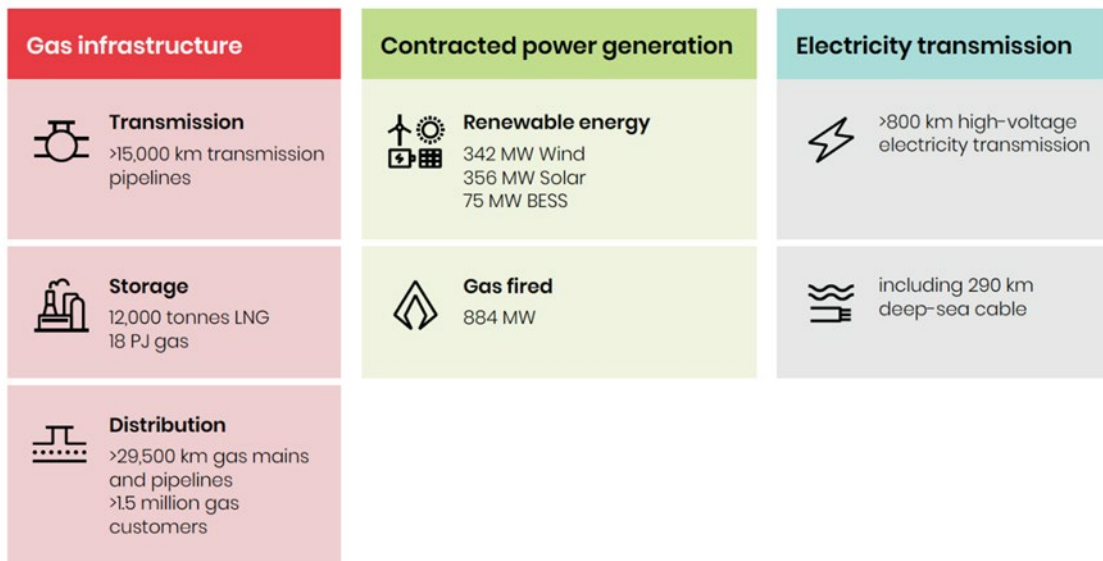 Gas infrastructure
Transmission
>15,000 km transmission
pipelines
Storage
12,000 tonnes LNG
18 PJ gas
Distribution
>29,500 km gas mains
and pipelines
>1.5 million gas
customers
Contracted power generation
Renewable energy
342 MW Wind
356 MW Solar
75 MW BESS
Gas fired
884 MW
Electricity transmission
>800 km high-voltage
electricity transmission
including 290 km
deep-sea cable